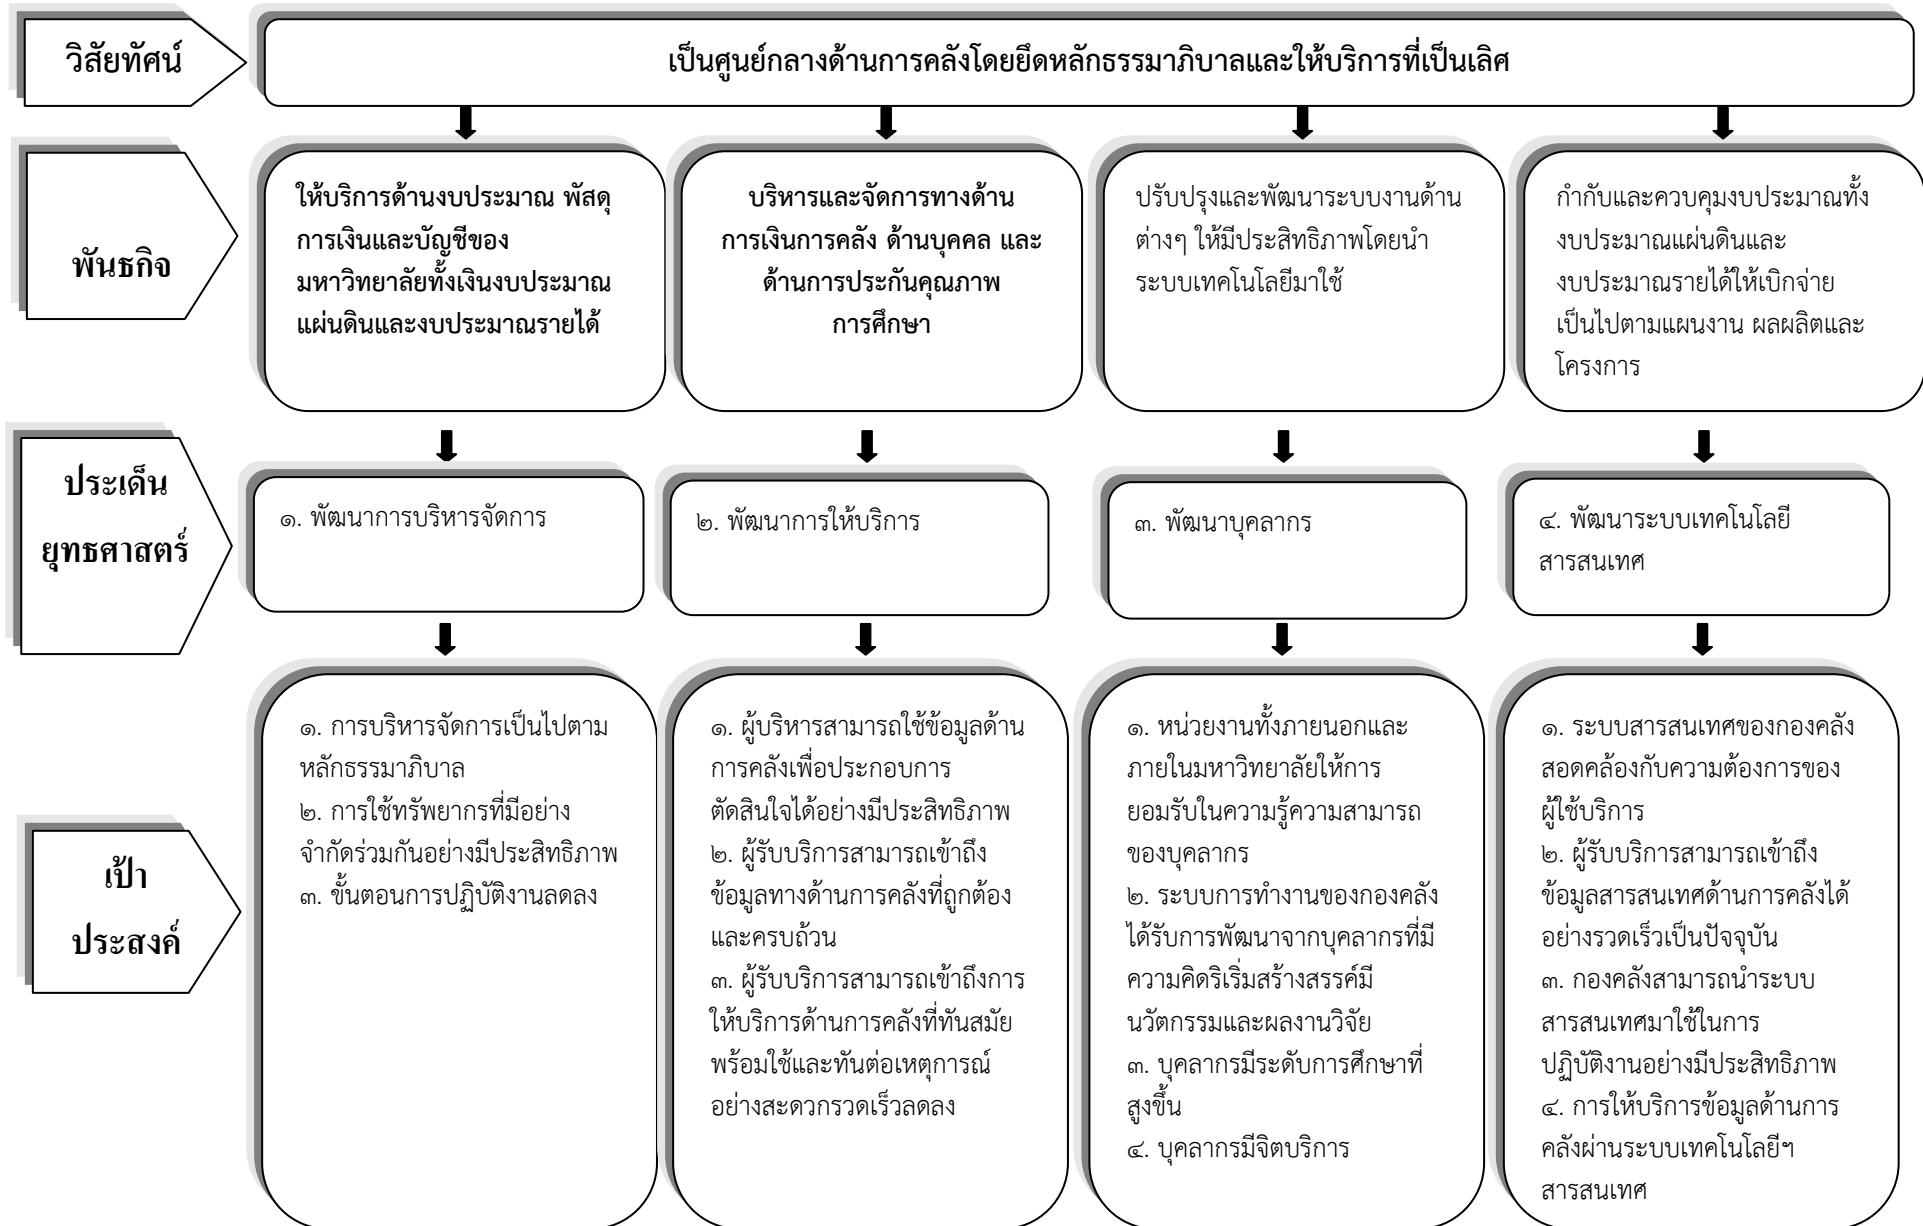 วิสัยทัศน์
เป็นศูนย์กลางด้านการคลังโดยยึดหลักธรรมาภิบาลและให้บริการที่เป็นเลิศ
พันธกิจ
ให้บริการด้านงบประมาณ พัสดุ
การเงินและบัญชีของ
มหาวิทยาลัยทั้งเงินงบประมาณ
แผ่นดินและงบประมาณรายได้
บริหารและจัดการทางด้าน
การเงินการคลัง ด้านบุคคล และ
ด้านการประกันคุณภาพ
การศึกษา
ปรับปรุงและพัฒนาระบบงานด้าน
ต่างๆ ให้มีประสิทธิภาพโดยนำ
ระบบเทคโนโลยีมาใช้
กำกับและควบคุมงบประมาณทั้ง
งบประมาณแผ่นดินและ
งบประมาณรายได้ให้เบิกจ่าย
เป็นไปตามแผนงาน ผลผลิตและ
โครงการ
ประเด็น
ยุทธศาสตร์
๑. พัฒนาการบริหารจัดการ
๒. พัฒนาการให้บริการ
๓. พัฒนาบุคลากร
๔. พัฒนาระบบเทคโนโลยี
สารสนเทศ
เป้า
ประสงค์
๑. การบริหารจัดการเป็นไปตาม
หลักธรรมาภิบาล
๒. การใช้ทรัพยากรที่มีอย่าง
จำกัดร่วมกันอย่างมีประสิทธิภาพ
๓. ขั้นตอนการปฏิบัติงานลดลง
๑. ผู้บริหารสามารถใช้ข้อมูลด้าน
การคลังเพื่อประกอบการ
ตัดสินใจได้อย่างมีประสิทธิภาพ
๒. ผู้รับบริการสามารถเข้าถึง
ข้อมูลทางด้านการคลังที่ถูกต้อง
และครบถ้วน
๓. ผู้รับบริการสามารถเข้าถึงการ
ให้บริการด้านการคลังที่ทันสมัย
พร้อมใช้และทันต่อเหตุการณ์
อย่างสะดวกรวดเร็วลดลง
๑. หน่วยงานทั้งภายนอกและ
ภายในมหาวิทยาลัยให้การ
ยอมรับในความรู้ความสามารถ
ของบุคลากร
๒. ระบบการทำงานของกองคลัง
ได้รับการพัฒนาจากบุคลากรที่มี
ความคิดริเริ่มสร้างสรรค์มี
นวัตกรรมและผลงานวิจัย
๓. บุคลากรมีระดับการศึกษาที่
สูงขึ้น
๔. บุคลากรมีจิตบริการ
๑. ระบบสารสนเทศของกองคลัง
สอดคล้องกับความต้องการของ
ผู้ใช้บริการ
๒. ผู้รับบริการสามารถเข้าถึง
ข้อมูลสารสนเทศด้านการคลังได้
อย่างรวดเร็วเป็นปัจจุบัน
๓. กองคลังสามารถนำระบบ
สารสนเทศมาใช้ในการ
ปฏิบัติงานอย่างมีประสิทธิภาพ
๔. การให้บริการข้อมูลด้านการ
คลังผ่านระบบเทคโนโลยีฯ
สารสนเทศ